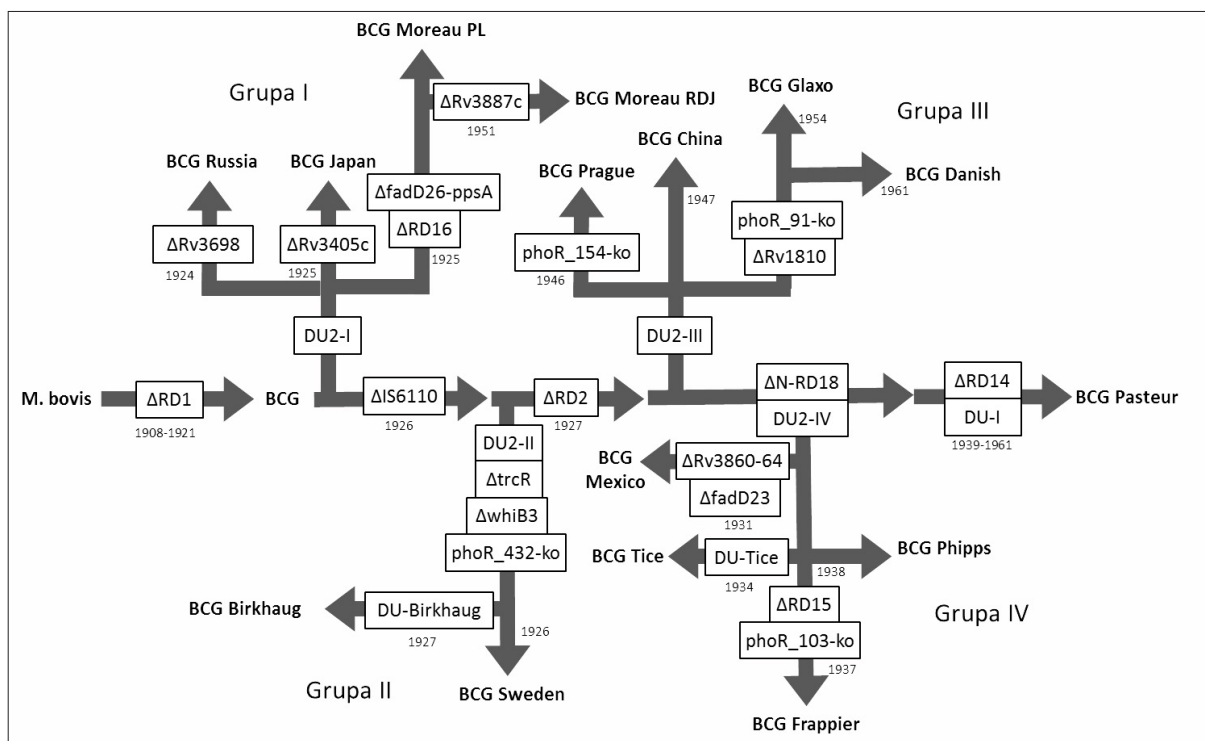 BCG Moreau PL
Grupa I
ΔRv3887c
BCG Moreau RDJ
1951
BCG Russia
BCG Japan
ΔfadD26-ppsA
ΔRv3698
ΔRv3405c
ΔRD16
1924
1925
1925
DU2-I
BCG Glaxo
1954
Grupa III
BCG China
BCG Prague
1947
BCG Danish
1961
phoR_154-ko
phoR_91-ko
ΔRv1810
1946
DU2-III
M. bovis
ΔRD1
1908-1921
BCG
ΔIS6110
1926
ΔRD2
1927
ΔN-RD18
DU2-IV
ΔRD14
DU-I
1939-1961
BCG Pasteur
DU2-II
ΔtrcR
ΔwhiB3
phoR_432-ko
BCG Birkhaug
DU-Birkhaug
1927
1926
Grupa II
BCG Sweden
BCG
Mexico
ΔRv3860-64
ΔfadD23
1931
BCG Tice
DU-Tice
1934
1938
BCG Phipps
ΔRD15
phoR_103-ko
1937
Grupa IV
BCG Frappier